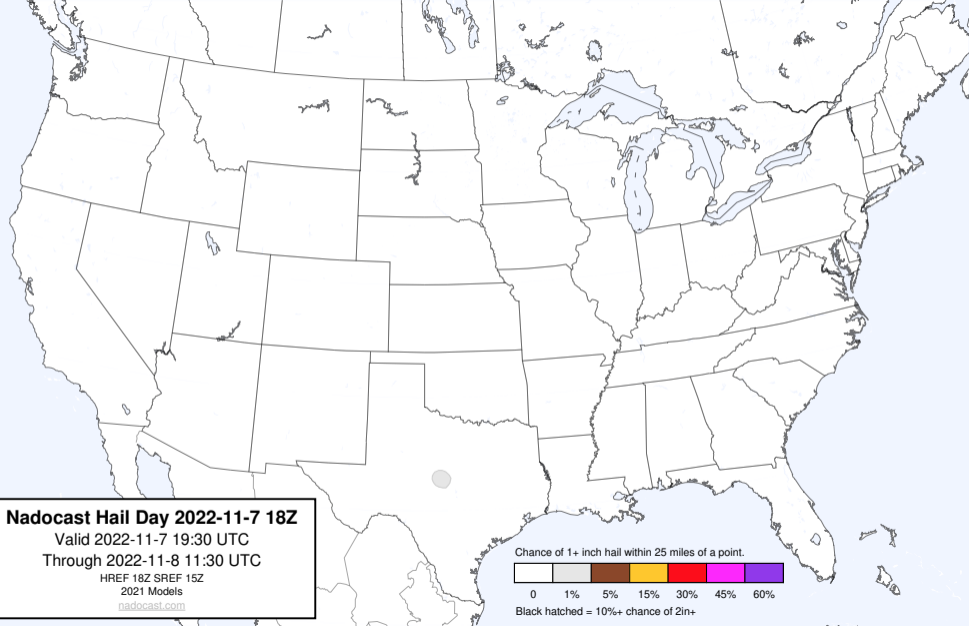 Nadocast Hail Day 2022-11-7 18Z
Valid 2022-11-7 19:30 UTC
Through 2022-11-8 11:30 UTC
HREF 18Z SREF 15Z
2021 Models
nadocast.com
Chance of 1+ inch hail within 25 miles of a point.
0 1% 5% 15% 30% 45% 60%
Black hatched = 10%+ chance of 2in+